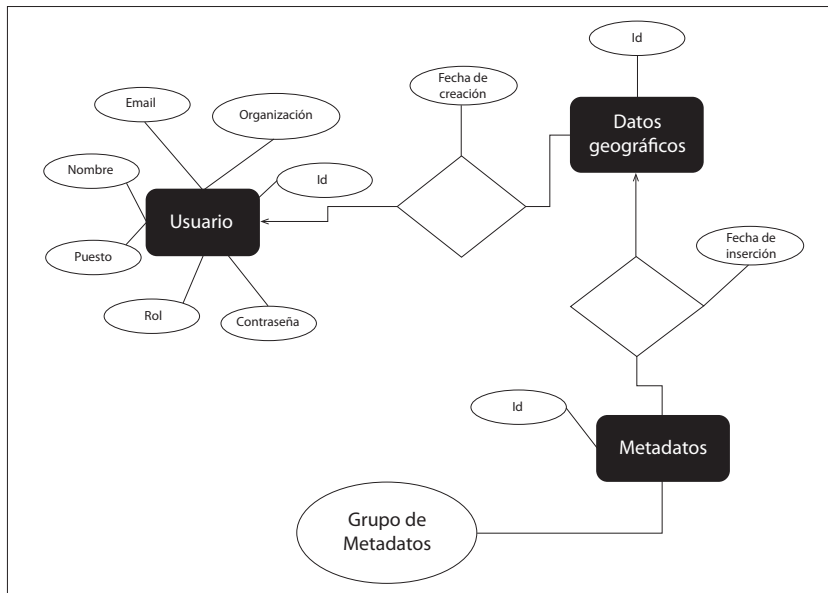 Id
Fecha de
creación
Email
Organización
Datos
geográficos
Nombre
Id
Usuario
Fecha de
inserción
Puesto
Rol
Contraseña
Id
Metadatos
Grupo de
Metadatos